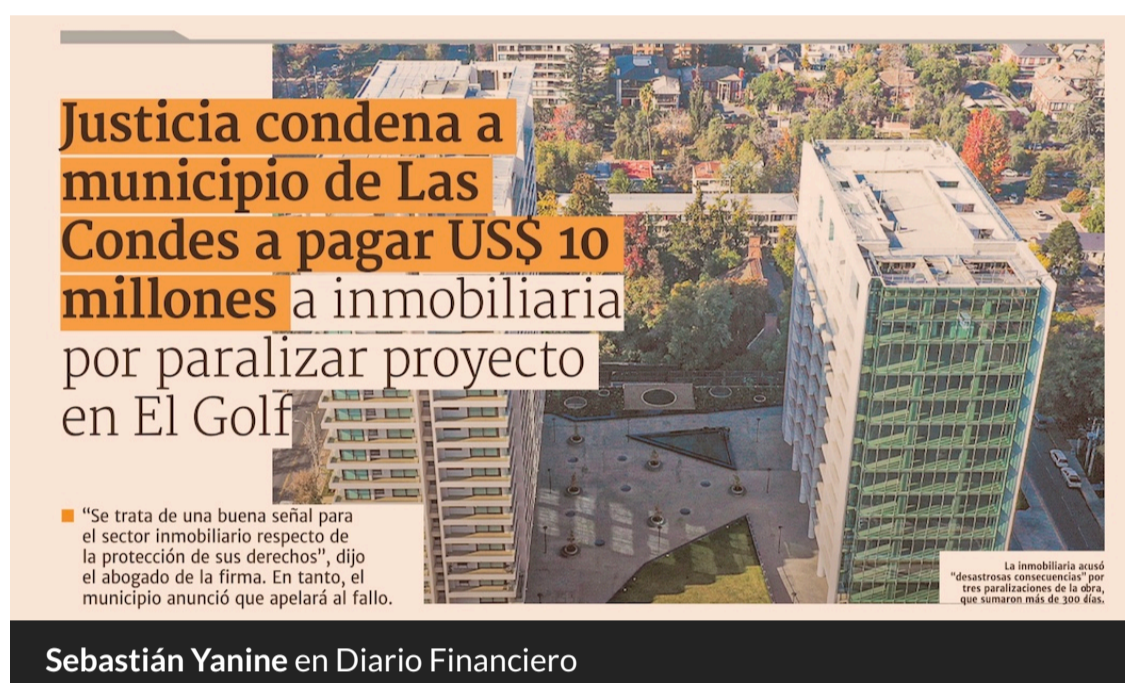 Justicia condena a
municipio de Las
Condes a pagar US$ 10
millones a inmobiliaria
por paralizar proyecto
en El Golf
“Se trata de una buena señal para
el sector inmobiliario respecto de
la protección de sus derechos”, dijo
el abogado de la firma. En tanto, el
municipio anunció que apelará al fallo.
La inmobiliaria acusó
“desastrosas consecuencias” por
tres paralizaciones de la obra,
que sumaron más de 300 días.
Sebastián Yanine en Diario Financiero